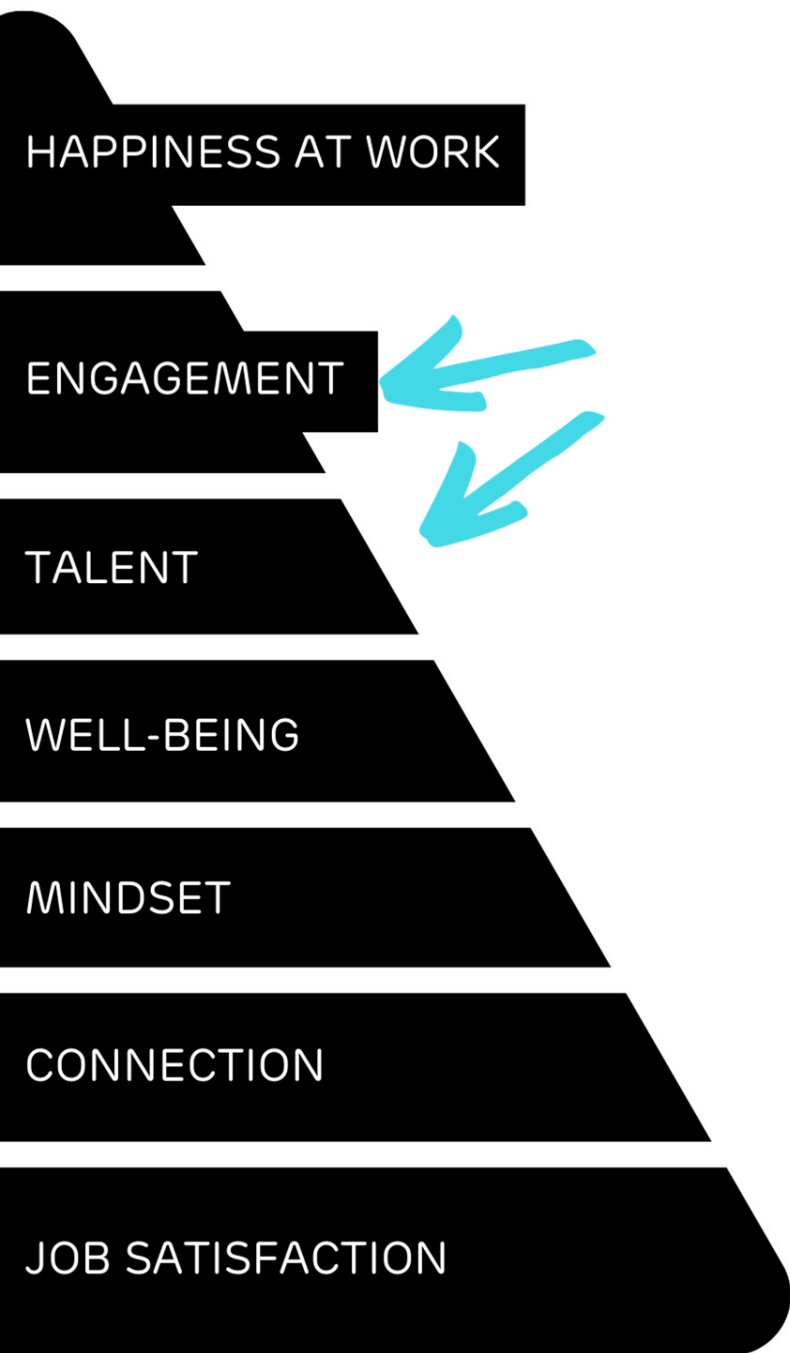 HAPPINESS AT WORK
ENGAGEMENT
TALENT
WELL-BEING
MINDSET
CONNECTION
JOB SATISFACTION